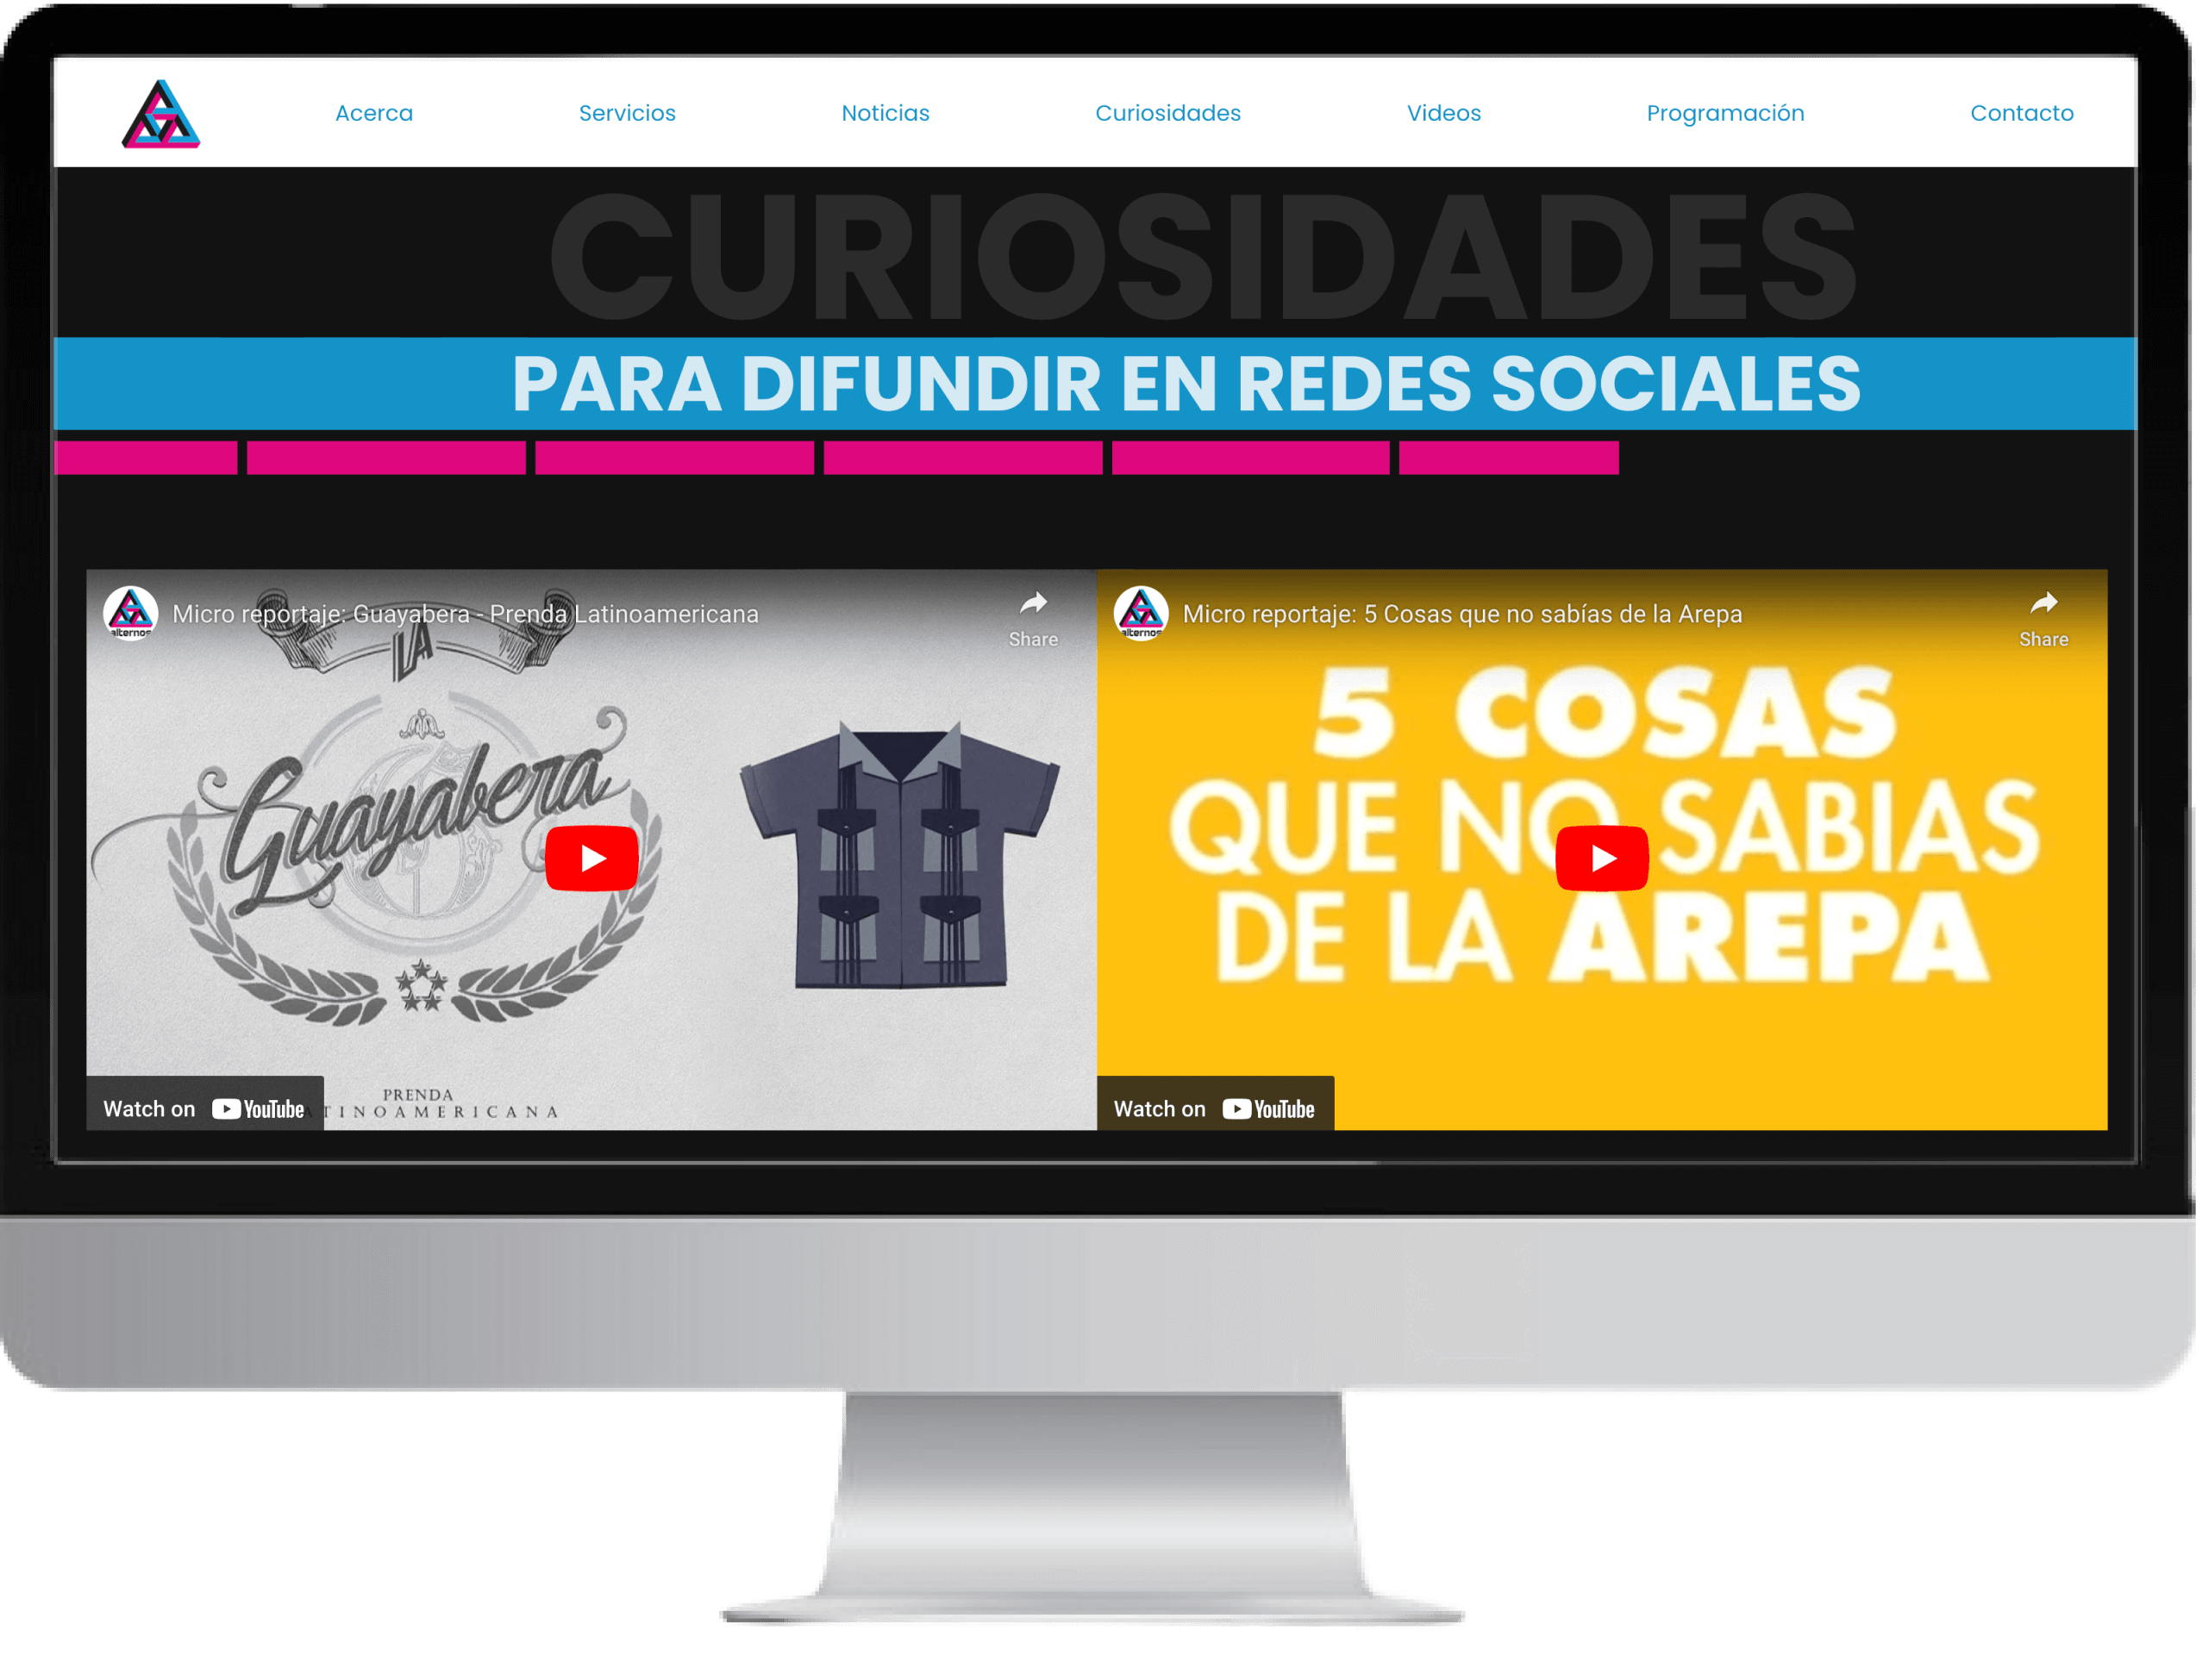 Acerca Servicios Noticias Curiosidades Videos Programación Contacto
CURIOSIDADES
PARA DIFUNDIR EN REDES SOCIALES
alternos
Micro reportaje: Guayabera - Prenda Latinoamericana
Share
LA
Guayabera
PRENDA
TINOAMERICANA
Watch on YouTube
alternos
Micro reportaje: 5 Cosas que no sabías de la Arepa
Share
5 COSAS
QUE NO SABIAS
DE LA AREPA
Watch on YouTube